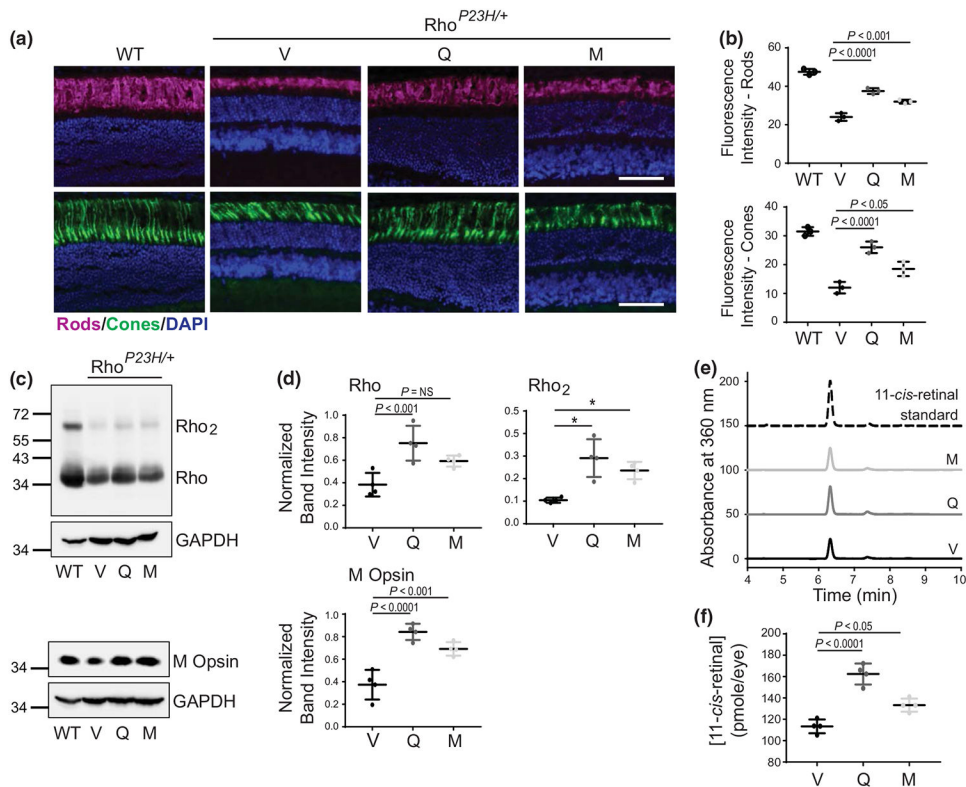 (a)
Rho P23H/+
WT V Q M
Rods/Cones/DAPI
(b)
Fluorescence
Intensity - Rods
60
40
20
0
P < 0.001
P < 0.0001
WT V Q M
Fluorescence
Intensity - Cones
40
30
20
10
0
P < 0.05
P < 0.0001
WT V Q M
(c)
Rho P23H/+
72
55
43
34
Rho2
Rho
34
GAPDH
WT V Q M
34
M Opsin
34
GAPDH
WT V Q M
(d)
Rho
Normalized
Band Intensity
1.0
0.8
0.6
0.4
0.2
0.0
P = NS
P < 0.001
V Q M
Rho2
0.5
0.5
0.3
0.2
0.1
0.0
*
*
V Q M
M Opsin
Normalized
Band Intensity
1.0
0.8
0.6
0.4
0.2
0.0
P < 0.001
P < 0.0001
V Q M
(e)
Absorbance at 360 nm
200
150
100
50
0
11-cis-retinal
standard
M
Q
V
4 5 6 7 8 9 10
Time (min)
(f)
[11-cis-retinal]
(pmole/eye)
180
160
140
120
100
80
P < 0.05
P < 0.0001
V Q M